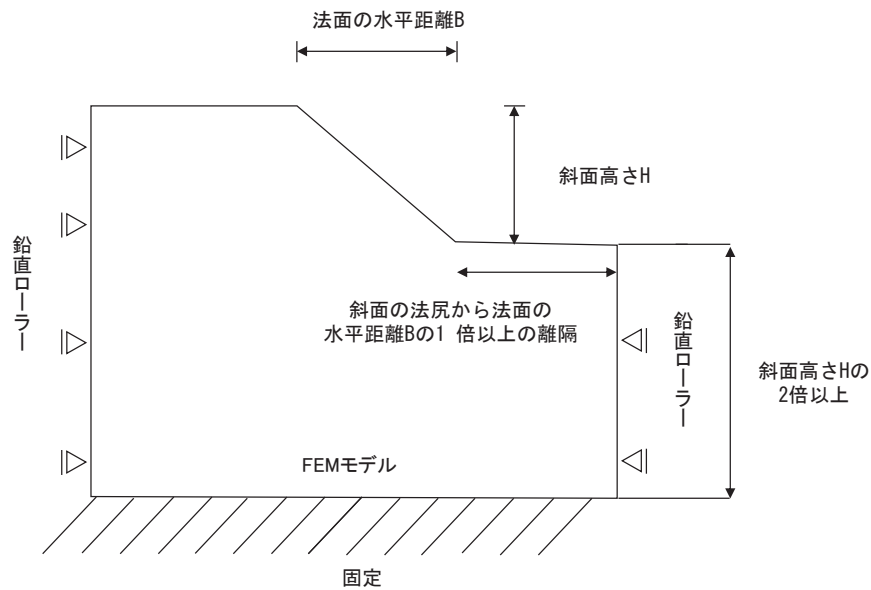 法面の水平距離B
斜面高さH
鉛直ローラー
斜面の法尻から法面の
水平距離Bの1 倍以上の離隔
鉛直ローラー
斜面高さHの
2倍以上
FEMモデル
固定